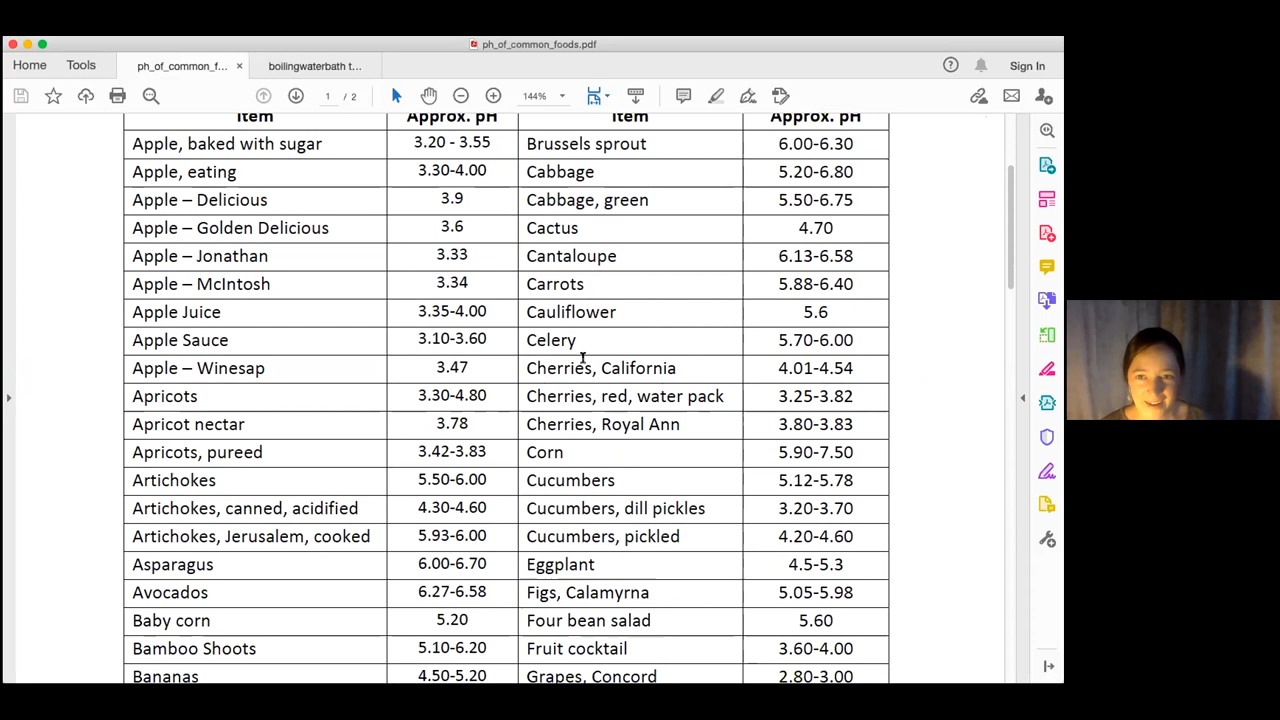 ph_of_common_foods.pdf
Home Tools ph_of_common_f... × boilingwaterbath t... Sign In
1 / 2 144%
Item Approx. pH Item Approx. pH
Apple, baked with sugar 3.20 - 3.55 Brussels sprout 6.00-6.30
Apple, eating 3.30-4.00 Cabbage 5.20-6.80
Apple – Delicious 3.9 Cabbage, green 5.50-6.75
Apple – Golden Delicious 3.6 Cactus 4.70
Apple – Jonathan 3.33 Cantaloupe 6.13-6.58
Apple – McIntosh 3.34 Carrots 5.88-6.40
Apple Juice 3.35-4.00 Cauliflower 5.6
Apple Sauce 3.10-3.60 Celery 5.70-6.00
Apple – Winesap 3.47 Cherries, California 4.01-4.54
Apricots 3.30-4.80 Cherries, red, water pack 3.25-3.82
Apricot nectar 3.78 Cherries, Royal Ann 3.80-3.83
Apricots, pureed 3.42-3.83 Corn 5.90-7.50
Artichokes 5.50-6.00 Cucumbers 5.12-5.78
Artichokes, canned, acidified 4.30-4.60 Cucumbers, dill pickles 3.20-3.70
Artichokes, Jerusalem, cooked 5.93-6.00 Cucumbers, pickled 4.20-4.60
Asparagus 6.00-6.70 Eggplant 4.5-5.3
Avocados 6.27-6.58 Figs, Calamyrna 5.05-5.98
Baby corn 5.20 Four bean salad 5.60
Bamboo Shoots 5.10-6.20 Fruit cocktail 3.60-4.00
Bananas 4.50-5.20 Grapes, Concord 2.80-3.00